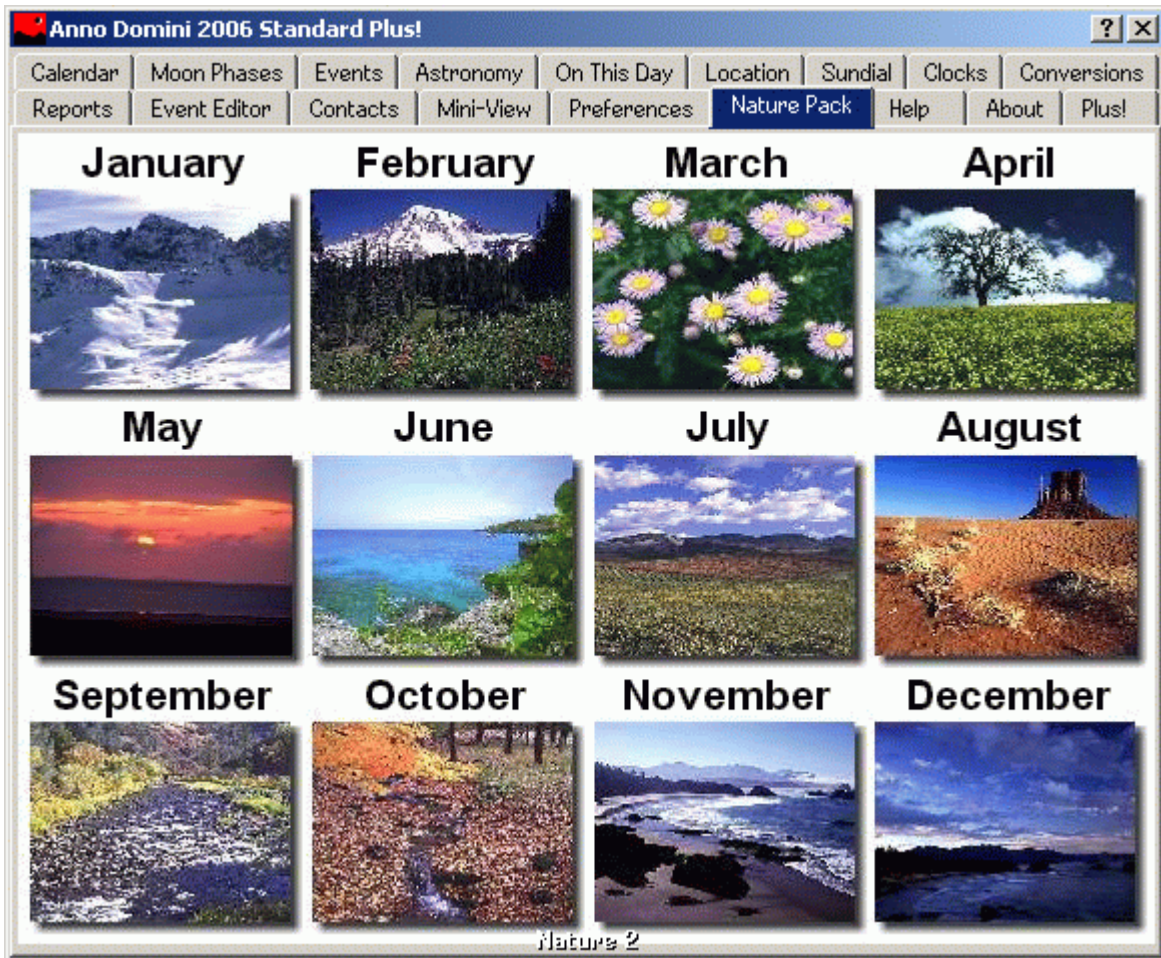 Anno Domini 2006 Standard Plus!
Calendar Moon Phases Events Astronomy On This Day Location Sundial Clocks Conversions
Reports Event Editor Contacts Mini-View Preferences Nature Pack Help About Plus!
January February March April
May June July August
September October November December
Nature 2